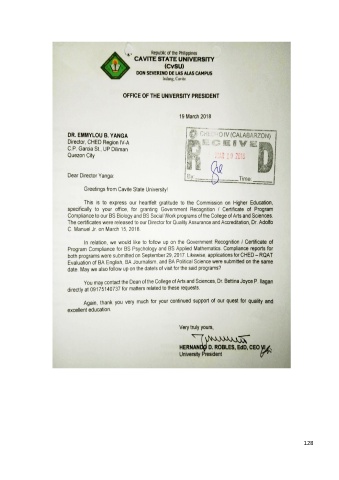 Republic of the Philippines
CAVITE STATE UNIVERSITY
(CvSU)
DON SEVERINO DE LAS ALAS CAMPUS
Indang, Cavite
OFFICE OF THE UNIVERSITY PRESIDENT
19 March 2018
DR. EMMYLOU B. YANGA
Director, CHED Region IV-A
C.P. Garcia St., UP Diliman
Quezon City
CHED RO IV (CALABARZON)
RECEIVED
By:
Time:
Dear Director Yanga:
Greetings from Cavite State University!
This is to express our heartfelt gratitude to the Commission on Higher Education,
specifically to your office, for granting Government Recognition / Certificate of Program
Compliance to our BS Biology and BS Social Work programs of the College of Arts and Sciences.
The certificates were released to our Director for Quality Assurance and Accreditation, Dr. Adolfo
C. Manuel Jr. on March 15, 2018.
In relation, we would like to follow up on the Government Recognition / Certificate of
Program Compliance for BS Psychology and BS Applied Mathematics. Compliance reports for
both programs were submitted on September 29, 2017. Likewise, applications for CHED – RQAT
Evaluation of BA English, BA Journalism, and BA Political Science were submitted on the same
date. May we also follow up on the date/s of visit for the said programs?
You may contact the Dean of the College of Arts and Sciences, Dr. Bettina Joyce P. Ilagan
directly at 09175140737 for matters related to these requests.
Again, thank you very much for your continued support of our quest for quality and
excellent education.
Very truly yours,
HERNANDO D. ROBLES, EdD, CEO VI
University President
128